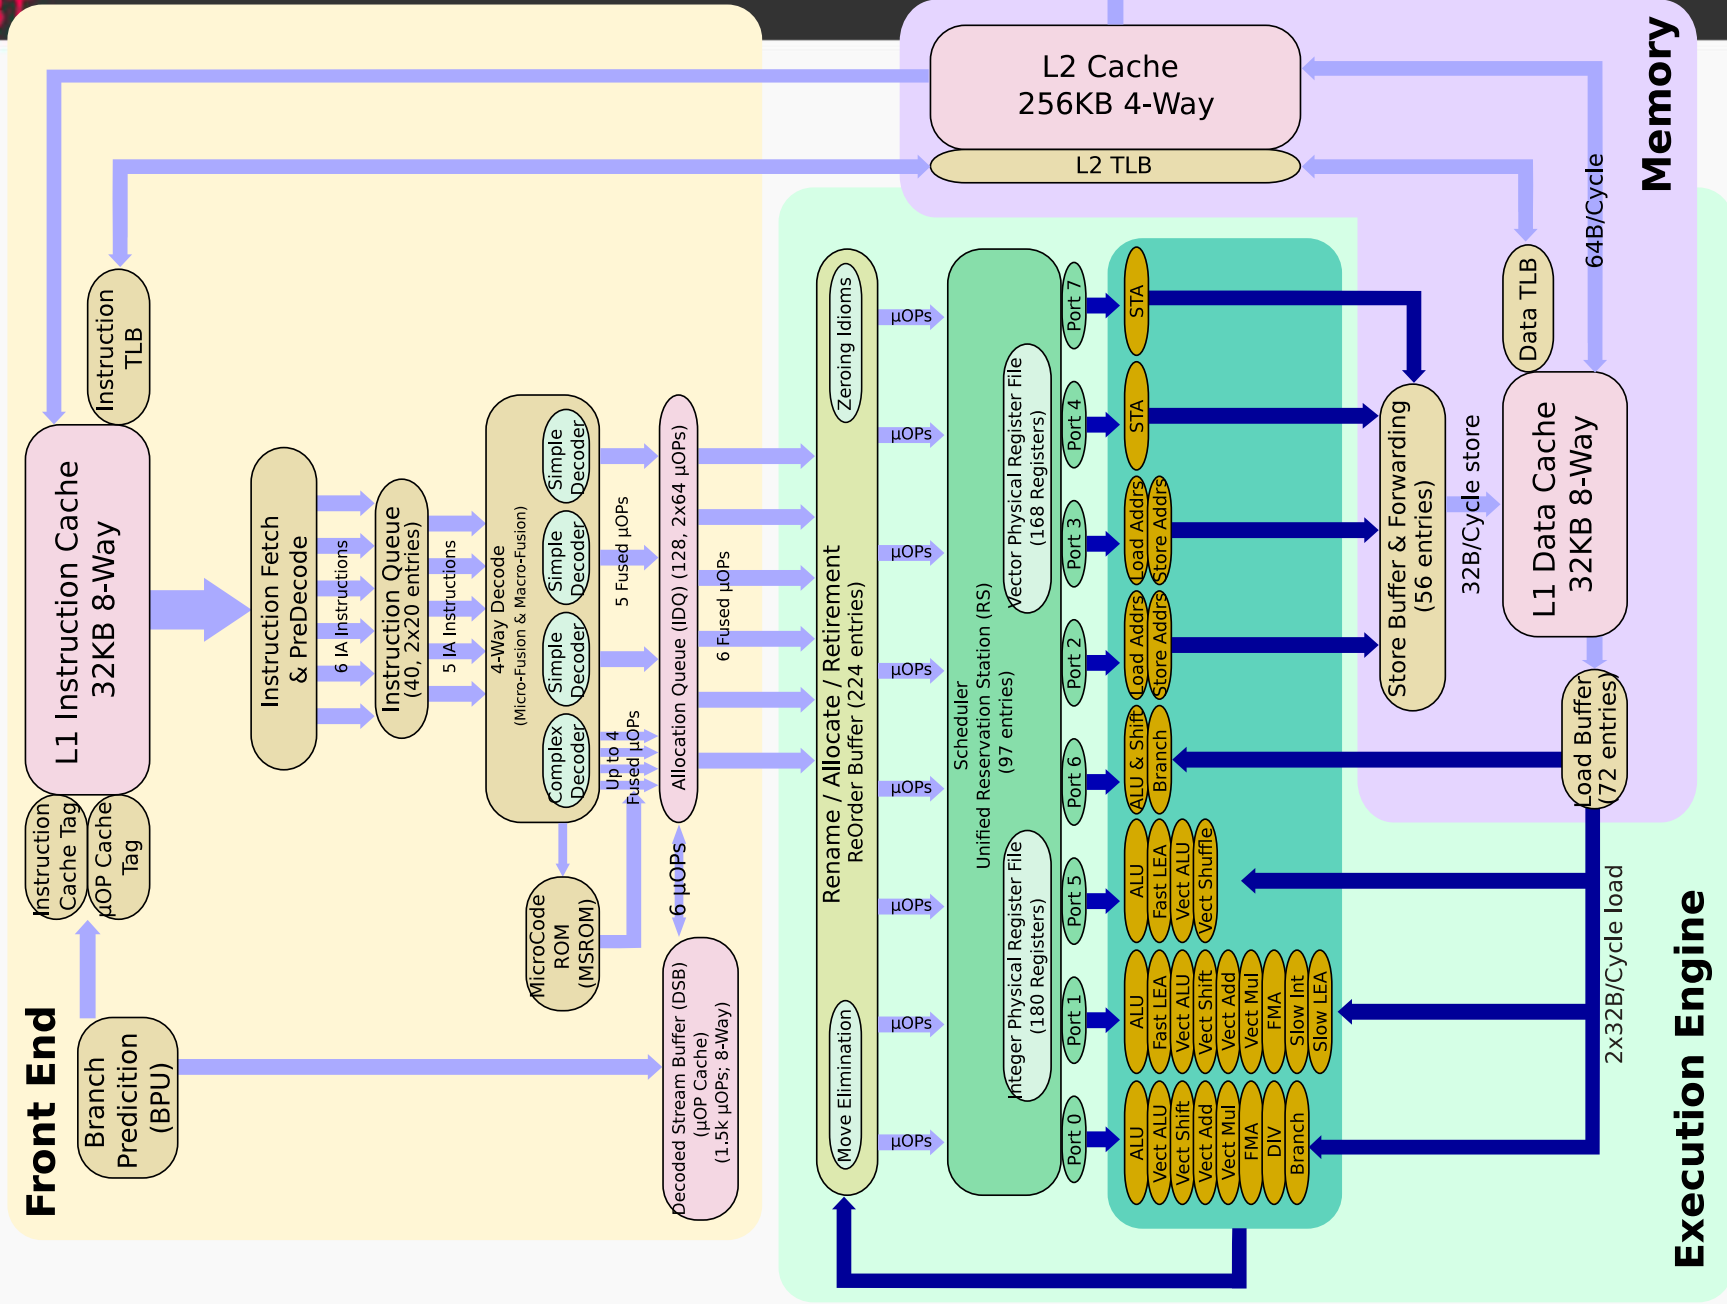 Front End
L1 Instruction Cache
32KB 8-Way
Instruction
TLB
Instruction
Cache Tag
µOP Cache
Tag
Branch
Predicition
(BPU)
Instruction Fetch
& PreDecode
6 IA Instructions
Instruction Queue
(40, 2x20 entries)
5 IA Instructions
4-Way Decode
(Micro-Fusion & Macro-Fusion)
Complex
Decoder
Simple
Decoder
Simple
Decoder
Simple
Decoder
Up to 4
Fused µOPs
5 Fused µOPs
MicroCode
ROM
(MSROM)
Allocation Queue (IDQ) (128, 2x64 µOPs)
6 µOPs
Decoded Stream Buffer (DSB)
(µOP Cache)
(1.5k µOPs; 8-Way)
6 Fused µOPs
Execution Engine
Rename / Allocate / Retirement
ReOrder Buffer (224 entries)
Move Elimination
Zeroing Idioms
µOPs
µOPs
µOPs
µOPs
µOPs
µOPs
µOPs
µOPs
Scheduler
Unified Reservation Station (RS)
(97 entries)
Integer Physical Register File
(180 Registers)
Vector Physical Register File
(168 Registers)
Port 0
Port 1
Port 5
Port 6
Port 2
Port 3
Port 4
Port 7
ALU
Vect ALU
Vect Shift
Vect Add
Vect Mul
FMA
DIV
Branch
ALU
Fast LEA
Vect ALU
Vect Shift
Vect Add
Vect Mul
FMA
Slow Int
Slow LEA
ALU
Fast LEA
Vect ALU
Vect Shuffle
ALU & Shift
Branch
Load Addrs
Store Addrs
Load Addrs
Store Addrs
STA
STA
Memory
L2 Cache
256KB 4-Way
L2 TLB
64B/Cycle
Data TLB
Store Buffer & Forwarding
(56 entries)
32B/Cycle store
L1 Data Cache
32KB 8-Way
Load Buffer
(72 entries)
2x32B/Cycle load